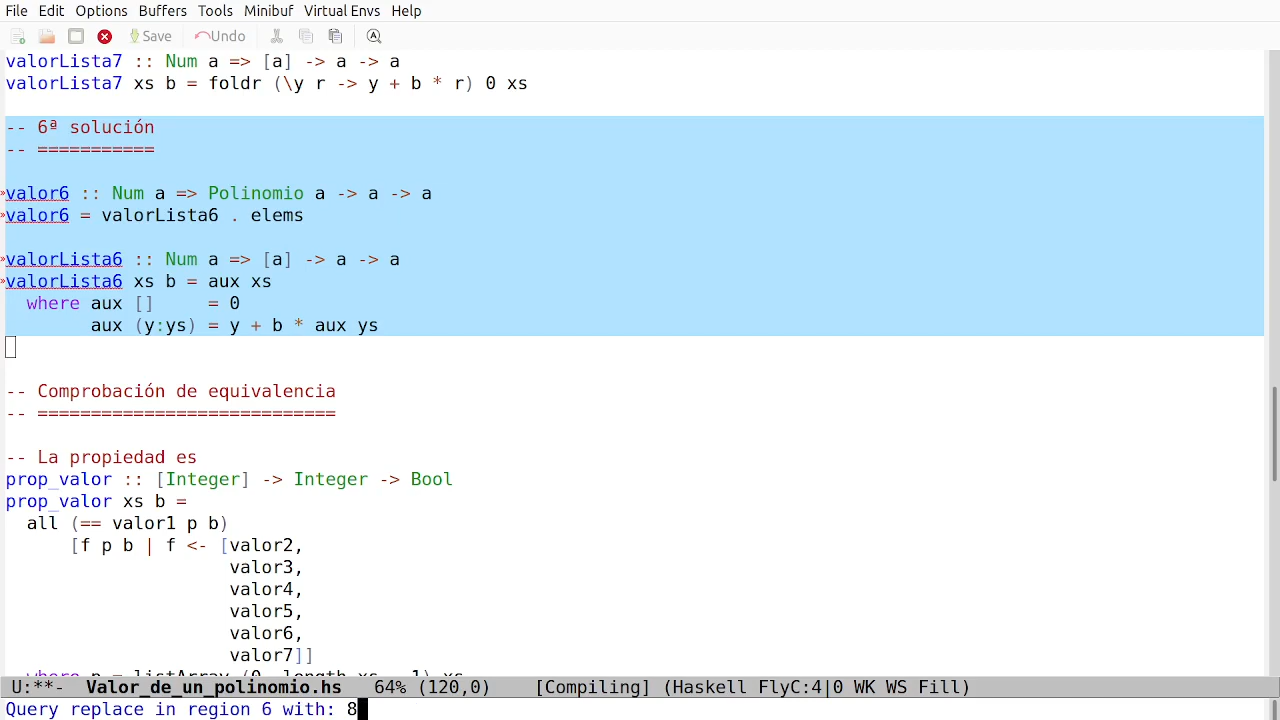 File Edit Options Buffers Tools Minibuf Virtual Envs Help
Save Undo
valorLista7 :: Num a => [a] -> a -> a
valorLista7 xs b = foldr (\y r -> y + b * r) 0 xs
-- 6ª solución
-- ===========
valor6 :: Num a => Polinomio a -> a -> a
valor6 = valorLista6 . elems
valorLista6 :: Num a => [a] -> a -> a
valorLista6 xs b = aux xs
  where aux []     = 0
        aux (y:ys) = y + b * aux ys
-- Comprobación de equivalencia
-- ============================
-- La propiedad es
prop_valor :: [Integer] -> Integer -> Bool
prop_valor xs b =
  all (== valor1 p b)
      [f p b | f <- [valor2,
                     valor3,
                     valor4,
                     valor5,
                     valor6,
                     valor7]]
  where p = listArray (0, length xs - 1) xs
U:**-  Valor_de_un_polinomio.hs   64% (120,0)    [Compiling] (Haskell FlyC:4|0 WK WS Fill)
Query replace in region 6 with: 8